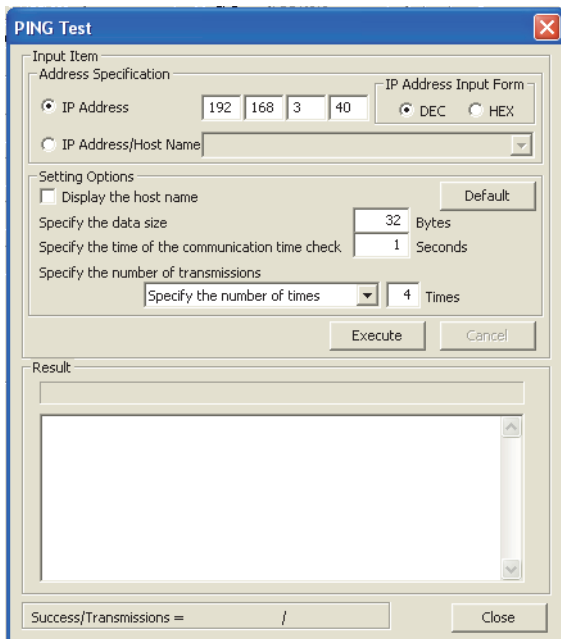 PING Test
Input Item
Address Specification
IP Address Input Form
IP Address 192 168 3 40 DEC HEX
IP Address/Host Name
Setting Options
Display the host name Default
Specify the data size 32 Bytes
Specify the time of the communication time check 1 Seconds
Specify the number of transmissions
Specify the number of times 4 Times
Execute Cancel
Result
Success/Transmissions = / Close